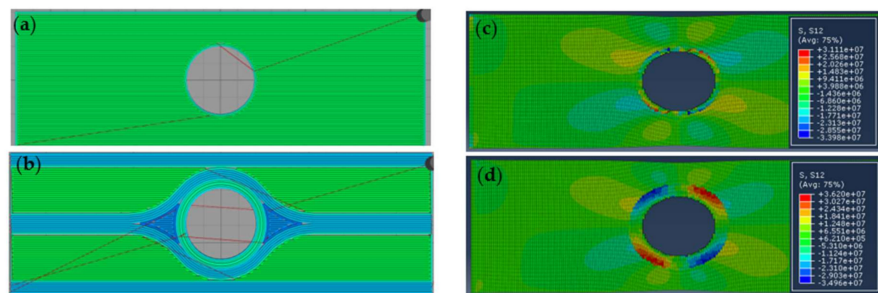 (a)
(b)
(c)
S, S12
(Avg: 75%)
+3.111e+07
+2.568e+07
+2.026e+07
+1.483e+07
+9.411e+06
+3.988e+06
-1.436e+06
-6.860e+06
-1.228e+07
-1.771e+07
-2.313e+07
-2.855e+07
-3.398e+07
(d)
S, S12
(Avg: 75%)
+3.620e+07
+3.027e+07
+2.434e+07
+1.841e+07
+1.248e+07
+6.551e+06
+6.210e+05
-5.310e+06
-1.124e+07
-1.717e+07
-2.310e+07
-2.903e+07
-3.496e+07